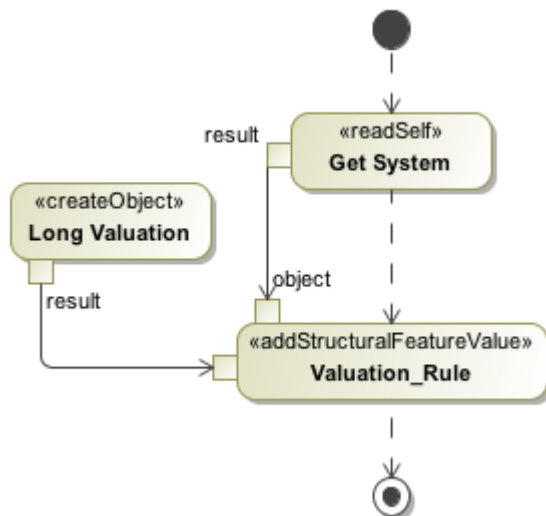 «readSelf»
Get System
result
«createObject»
Long Valuation
result
object
«addStructuralFeatureValue»
Valuation_Rule